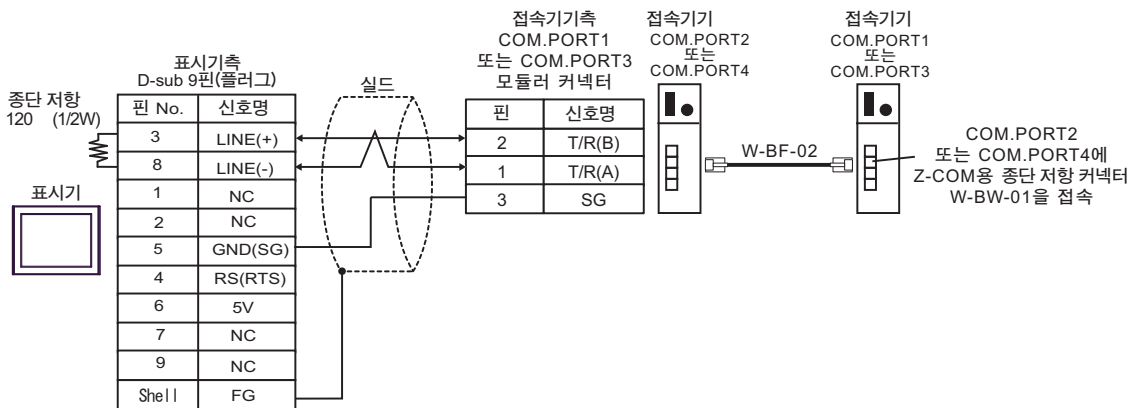 표시기측
D-sub 9핀(플러그)
종단 저항
120 (1/2W)
표시기
핀 No. 신호명
3 LINE(+)
8 LINE(-)
1 NC
2 NC
5 GND(SG)
4 RS(RTS)
6 5V
7 NC
9 NC
Shell FG
실드
접속기기측
COM.PORT1
또는 COM.PORT3
모듈러 커넥터
핀 신호명
2 T/R(B)
1 T/R(A)
3 SG
접속기기
COM.PORT2
또는
COM.PORT4
W-BF-02
접속기기
COM.PORT1
또는
COM.PORT3
COM.PORT2
또는 COM.PORT4에
Z-COM용 종단 저항 커넥터
W-BW-01을 접속